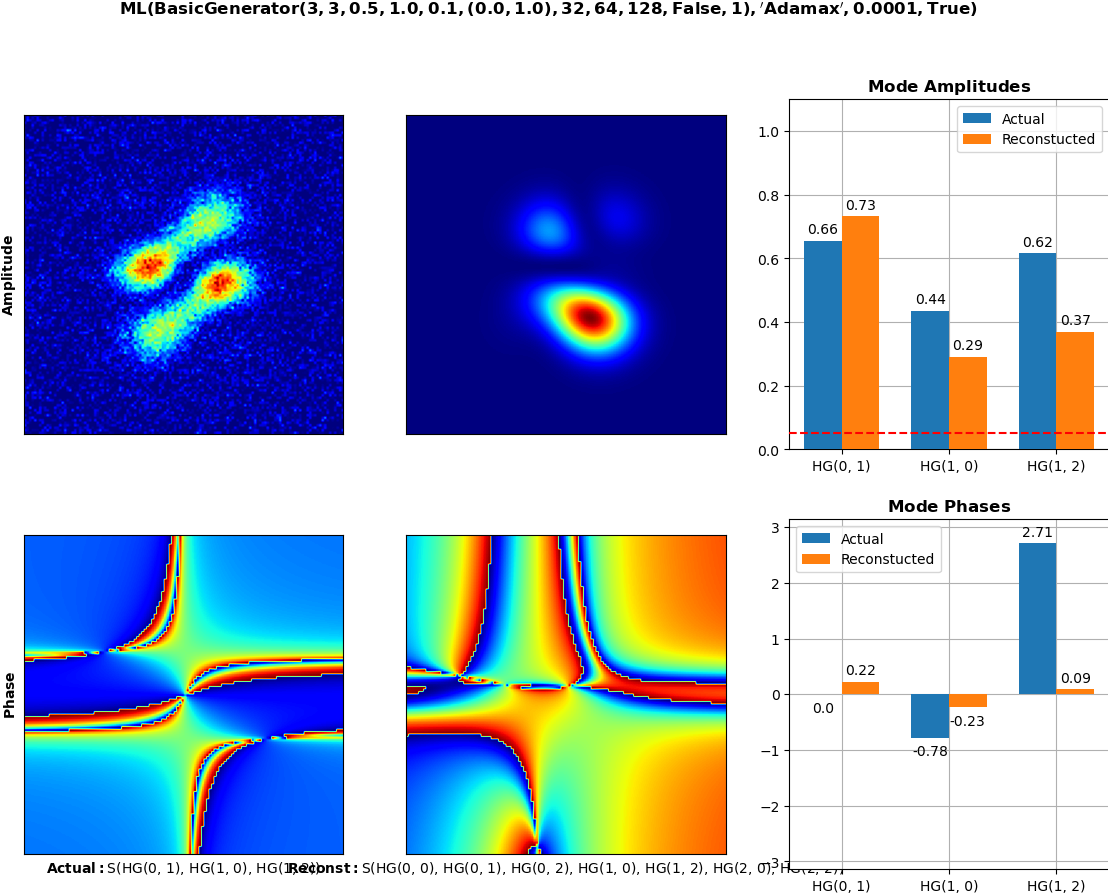 ML(BasicGenerator(3, 3, 0.5, 1.0, 0.1, (0.0, 1.0), 32, 64, 128, False, 1), 'Adamax', 0.0001, True)
Amplitude
Mode Amplitudes
Actual
Reconstucted
1.0
0.8
0.6
0.4
0.2
0.0
0.66
0.73
0.44
0.29
0.62
0.37
HG(0, 1)
HG(1, 0)
HG(1, 2)
Phase
Mode Phases
Actual
Reconstucted
3
2
1
0
−1
−2
−3
0.0
0.22
-0.78
-0.23
2.71
0.09
HG(0, 1)
HG(1, 0)
HG(1, 2)
Actual: S(HG(0, 1), HG(1, 0), HG(1, 2))
Reconst: S(HG(0, 0), HG(0, 1), HG(0, 2), HG(1, 0), HG(1, 2), HG(2, 0), HG(2, 2))